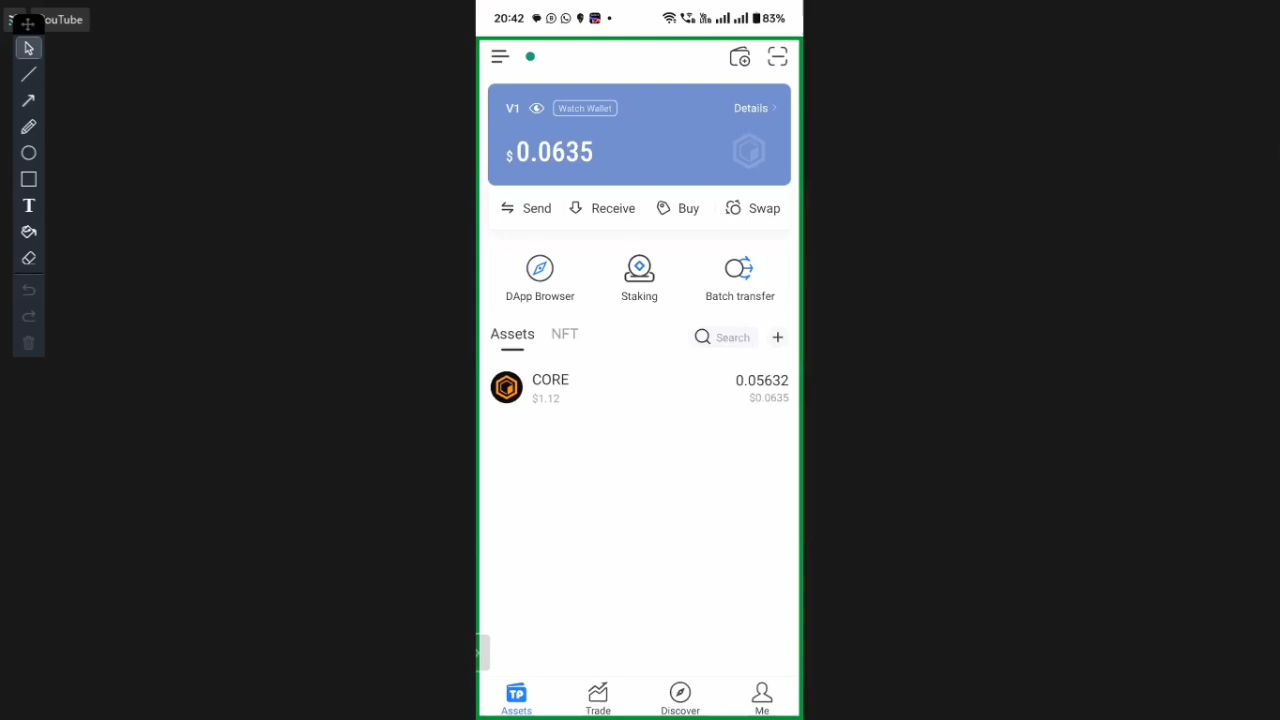 YouTube
T
20:42
83%
V1 Watch Wallet Details
$0.0635
Send Receive Buy Swap
DApp Browser Staking Batch transfer
Assets NFT Search
CORE 0.05632
$1.12 $0.0635
TP
Assets Trade Discover Me